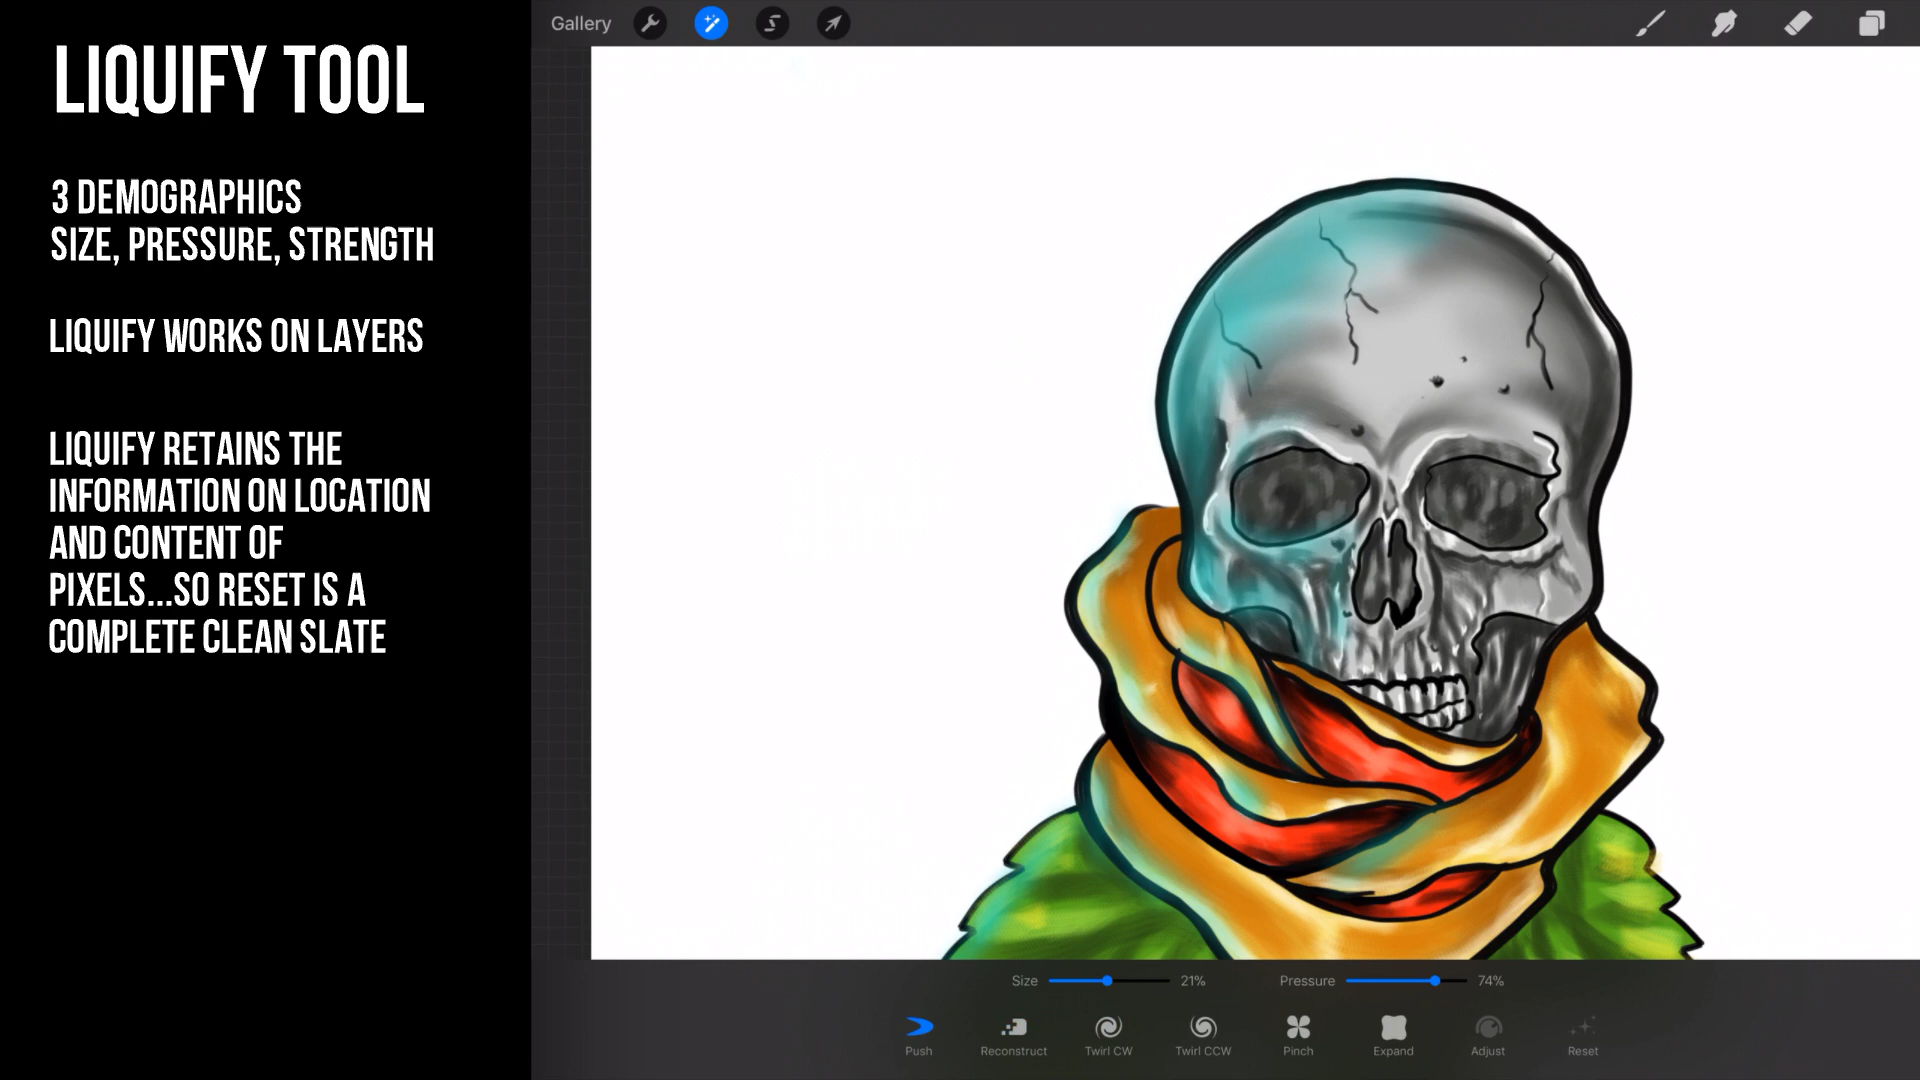 LIQUIFY TOOL
3 DEMOGRAPHICS
SIZE, PRESSURE, STRENGTH
LIQUIFY WORKS ON LAYERS
LIQUIFY RETAINS THE
INFORMATION ON LOCATION
AND CONTENT OF
PIXELS...SO RESET IS A
COMPLETE CLEAN SLATE
Gallery
Size 21% Pressure 74%
Push Reconstruct Twirl CW Twirl CCW Pinch Expand Adjust Reset